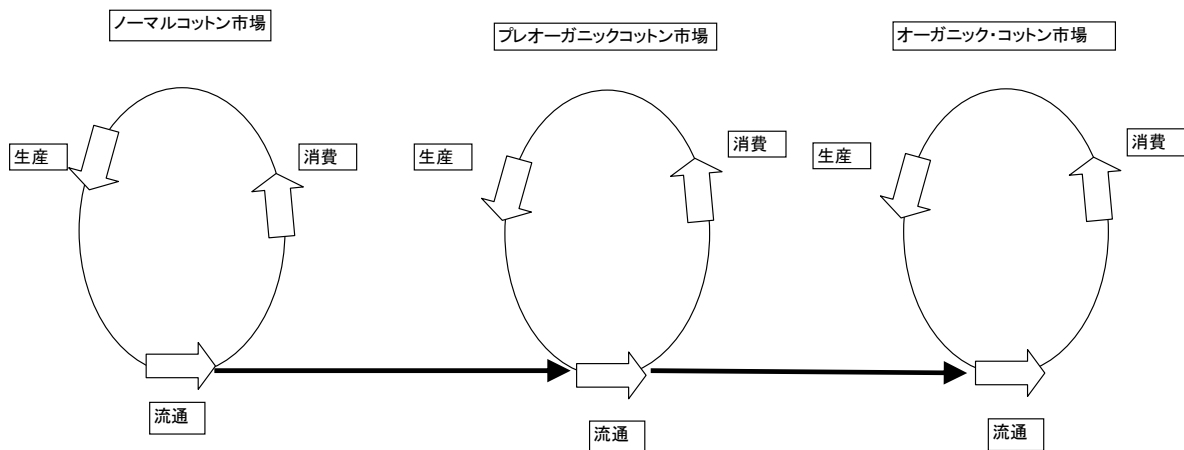 ノーマルコットン市場
プレオーガニックコットン市場
オーガニック・コットン市場
生産
消費
生産
消費
生産
消費
流通
流通
流通